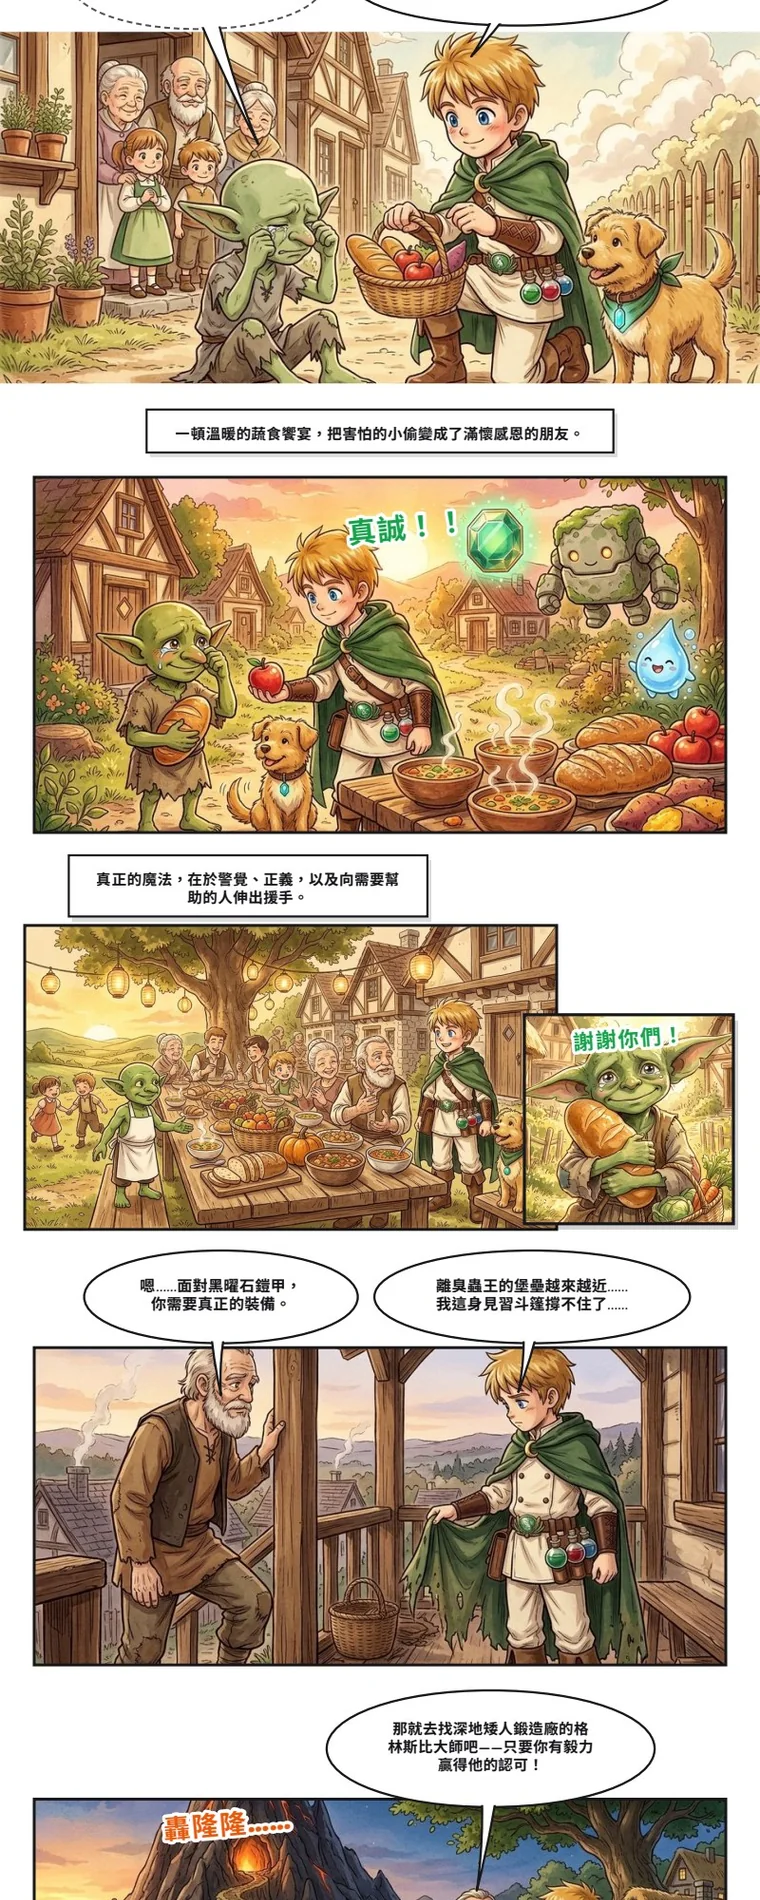 一頓溫暖的蔬食饗宴，把害怕的小偷變成了滿懷感恩的朋友。
真誠！！
真正的魔法，在於警覺、正義，以及向需要幫
助的人伸出援手。
謝謝你們！
嗯……面對黑曜石鎧甲，
你需要真正的裝備。
離臭蟲王的堡壘越來越近……
我這身見習斗篷撐不住了……
那就去找深地矮人鍛造廠的格
林斯比大師吧——只要你有毅力
贏得他的認可！
轟隆隆……